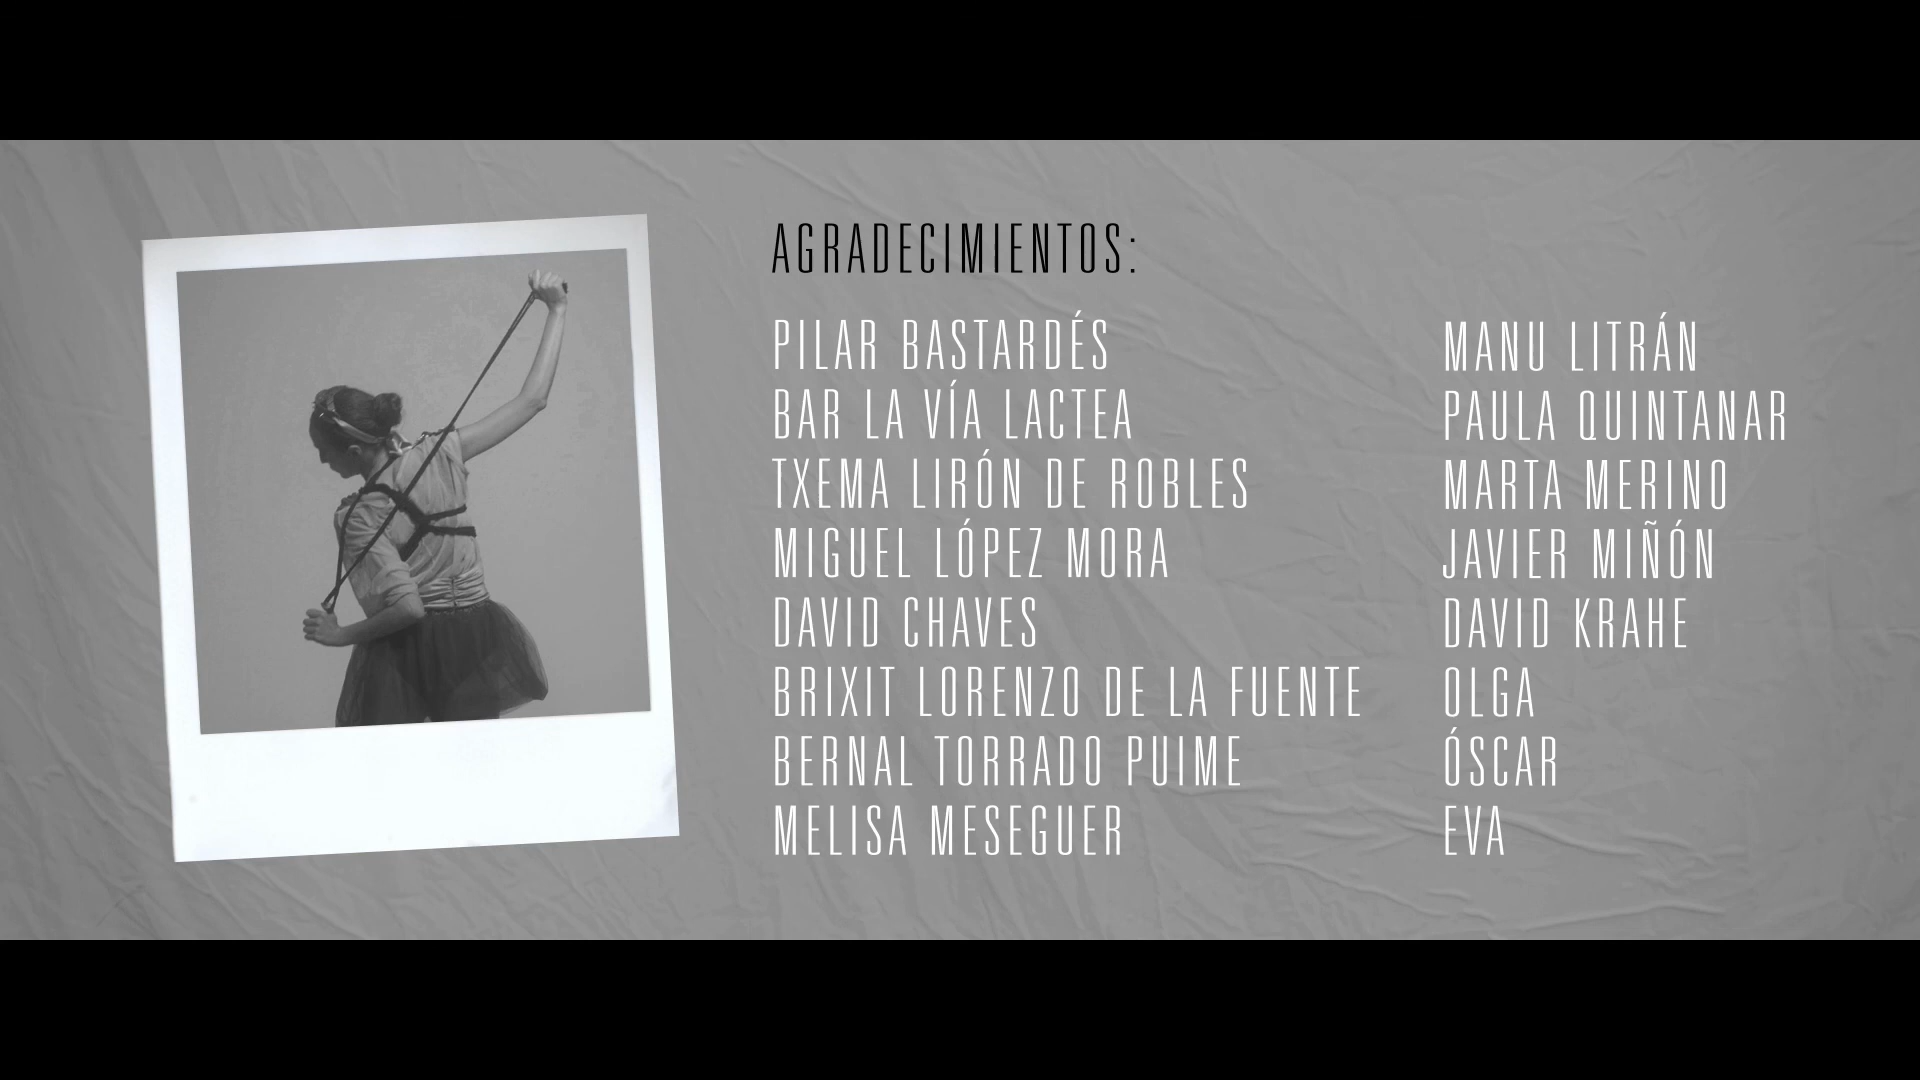 AGRADECIMIENTOS:
PILAR BASTARDÉS
BAR LA VÍA LACTEA
TXEMA LIRÓN DE ROBLES
MIGUEL LÓPEZ MORA
DAVID CHAVES
BRIXIT LORENZO DE LA FUENTE
BERNAL TORRADO PUIME
MELISA MESEGUER
MANU LITRÁN
PAULA QUINTANAR
MARTA MERINO
JAVIER MIÑÓN
DAVID KRAHE
OLGA
ÓSCAR
EVA